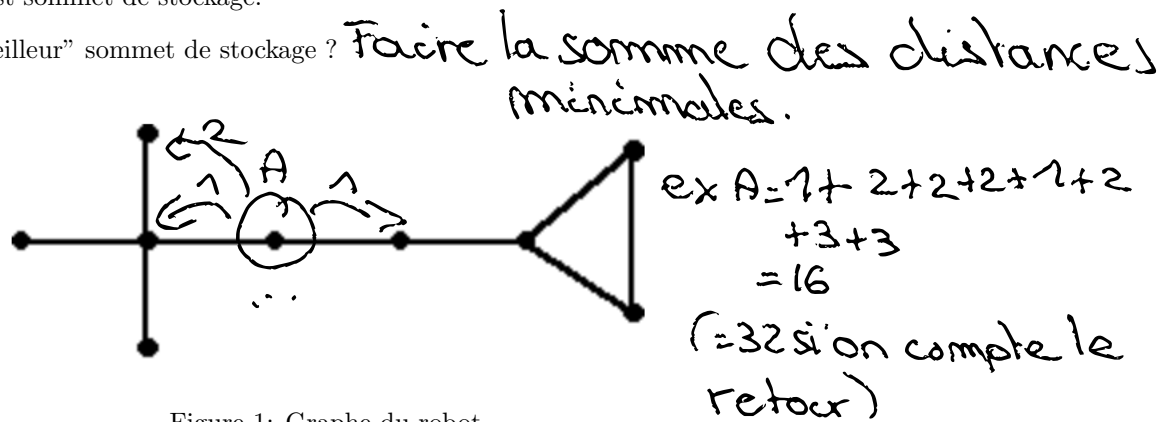 est sommet de stockage.
eilleur” sommet de stockage ? Faire la somme des distances
minimales.
2
A
1
1
ex A=1+2+2+2+1+2
+3+3
=16
(=32 si on compte le
retour)
...
Figure 1: Graphe du robot